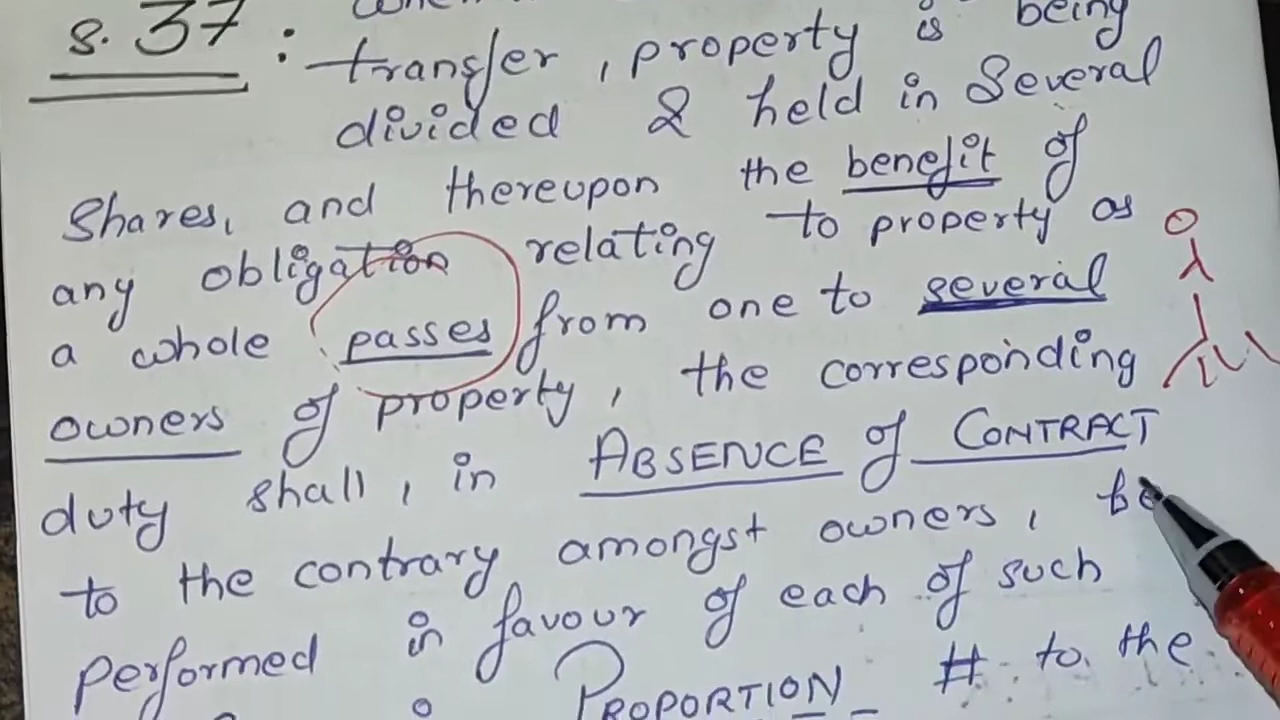 S. 37 :
transfer, property is being
divided & held in Several
Shares, and thereupon the benefit of
any obligation relating to property as
a whole passes from one to several
owners of property, the corresponding
duty shall, in ABSENCE of CONTRACT
to the contrary amongst owners, be
performed in favour of each of such
PROPORTION # to the